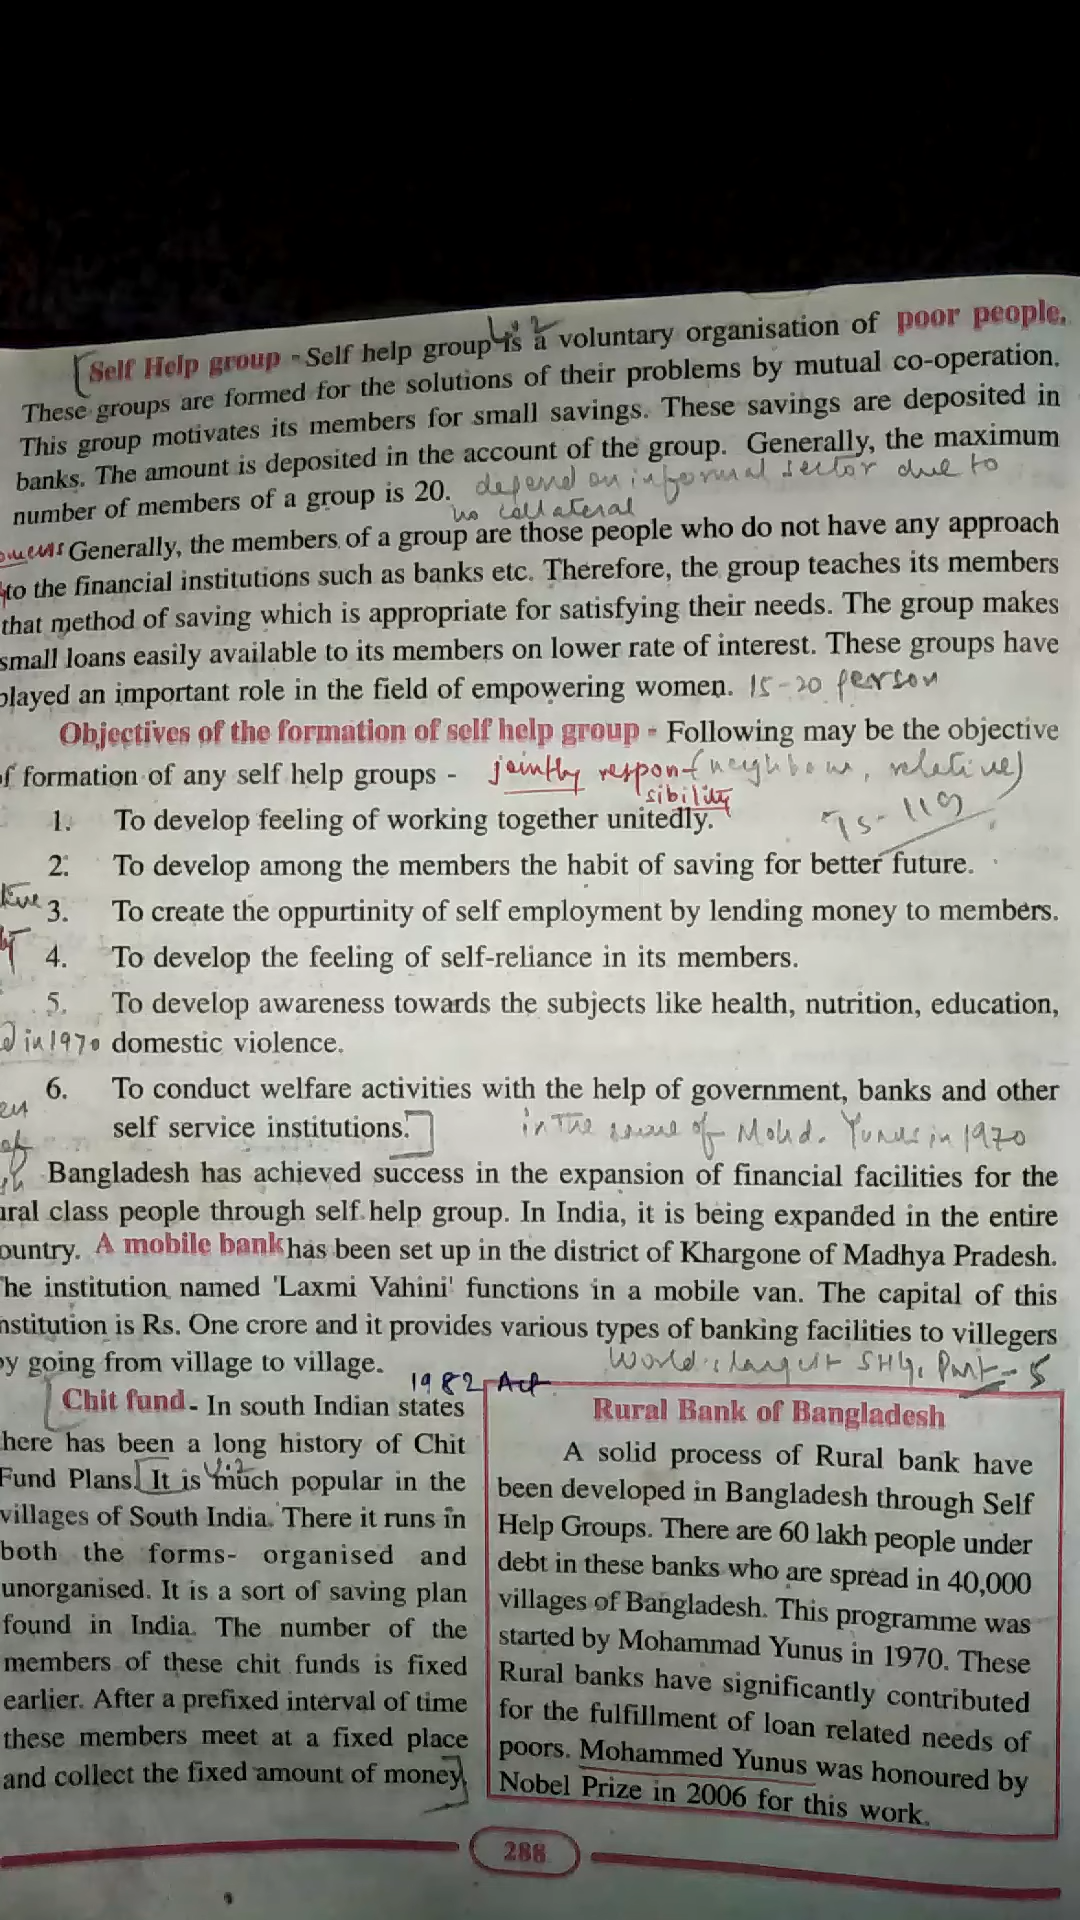 Self Help group - Self help group is a voluntary organisation of poor people.
These groups are formed for the solutions of their problems by mutual co-operation.
This group motivates its members for small savings. These savings are deposited in
banks. The amount is deposited in the account of the group. Generally, the maximum
number of members of a group is 20. depend on informal sector due to
no collateral
Generally, the members of a group are those people who do not have any approach
to the financial institutions such as banks etc. Therefore, the group teaches its members
that method of saving which is appropriate for satisfying their needs. The group makes
small loans easily available to its members on lower rate of interest. These groups have
played an important role in the field of empowering women. 15-20 person
Objectives of the formation of self help group - Following may be the objective
f formation of any self help groups - jointly responsibility (neighbour, relative)
1. To develop feeling of working together unitedly.
2. To develop among the members the habit of saving for better future.
3. To create the oppurtinity of self employment by lending money to members.
4. To develop the feeling of self-reliance in its members.
5. To develop awareness towards the subjects like health, nutrition, education,
in 1970 domestic violence.
6. To conduct welfare activities with the help of government, banks and other
self service institutions. in the of Mohd. Yunus in 1970
Bangladesh has achieved success in the expansion of financial facilities for the
ural class people through self help group. In India, it is being expanded in the entire
ountry. A mobile bank has been set up in the district of Khargone of Madhya Pradesh.
he institution named 'Laxmi Vahini' functions in a mobile van. The capital of this
nstitution is Rs. One crore and it provides various types of banking facilities to villegers
y going from village to village. World's largest SHG, Part-5
1982 Act
Chit fund - In south Indian states
here has been a long history of Chit
Fund Plans. It is much popular in the
villages of South India. There it runs in
both the forms- organised and
unorganised. It is a sort of saving plan
found in India. The number of the
members of these chit funds is fixed
earlier. After a prefixed interval of time
these members meet at a fixed place
and collect the fixed amount of money
Rural Bank of Bangladesh
A solid process of Rural bank have
been developed in Bangladesh through Self
Help Groups. There are 60 lakh people under
debt in these banks who are spread in 40,000
villages of Bangladesh. This programme was
started by Mohammad Yunus in 1970. These
Rural banks have significantly contributed
for the fulfillment of loan related needs of
poors. Mohammed Yunus was honoured by
Nobel Prize in 2006 for this work.
288